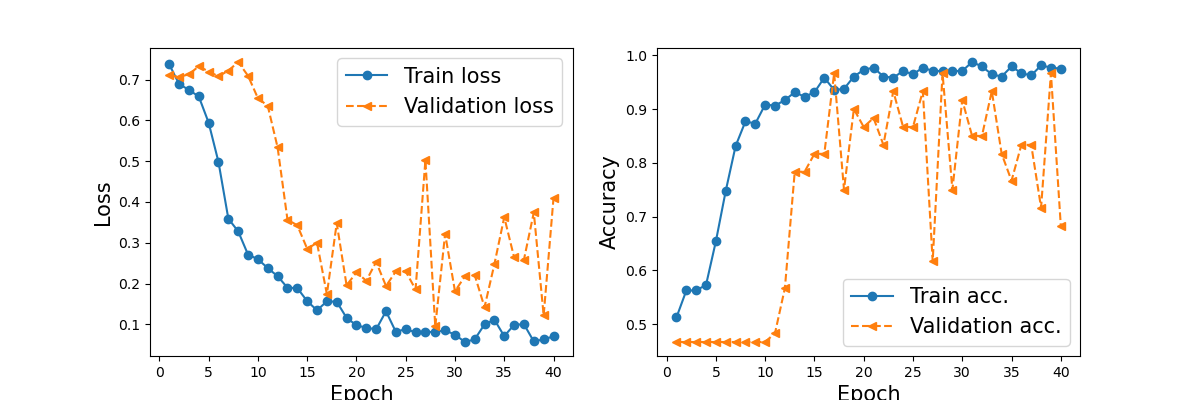 Train loss
Validation loss
Loss
0.7
0.6
0.5
0.4
0.3
0.2
0.1
0 5 10 15 20 25 30 35 40
Epoch
Accuracy
1.0
0.9
0.8
0.7
0.6
0.5
Train acc.
Validation acc.
0 5 10 15 20 25 30 35 40
Epoch